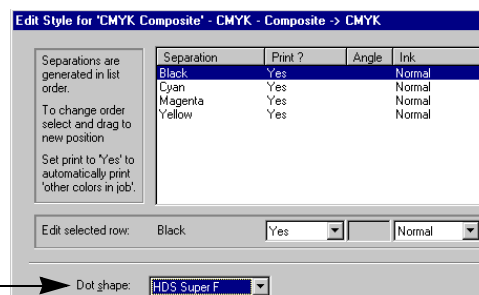 Edit Style for 'CMYK Composite' - CMYK - Composite -> CMYK
Separations are
generated in list
order.
To change order
select and drag to
new position
Set print to 'Yes' to
automatically print
'other colors in job'.
Separation Print ? Angle Ink
Black Yes Normal
Cyan Yes Normal
Magenta Yes Normal
Yellow Yes Normal
Edit selected row: Black Yes Normal
Dot shape: HDS Super F